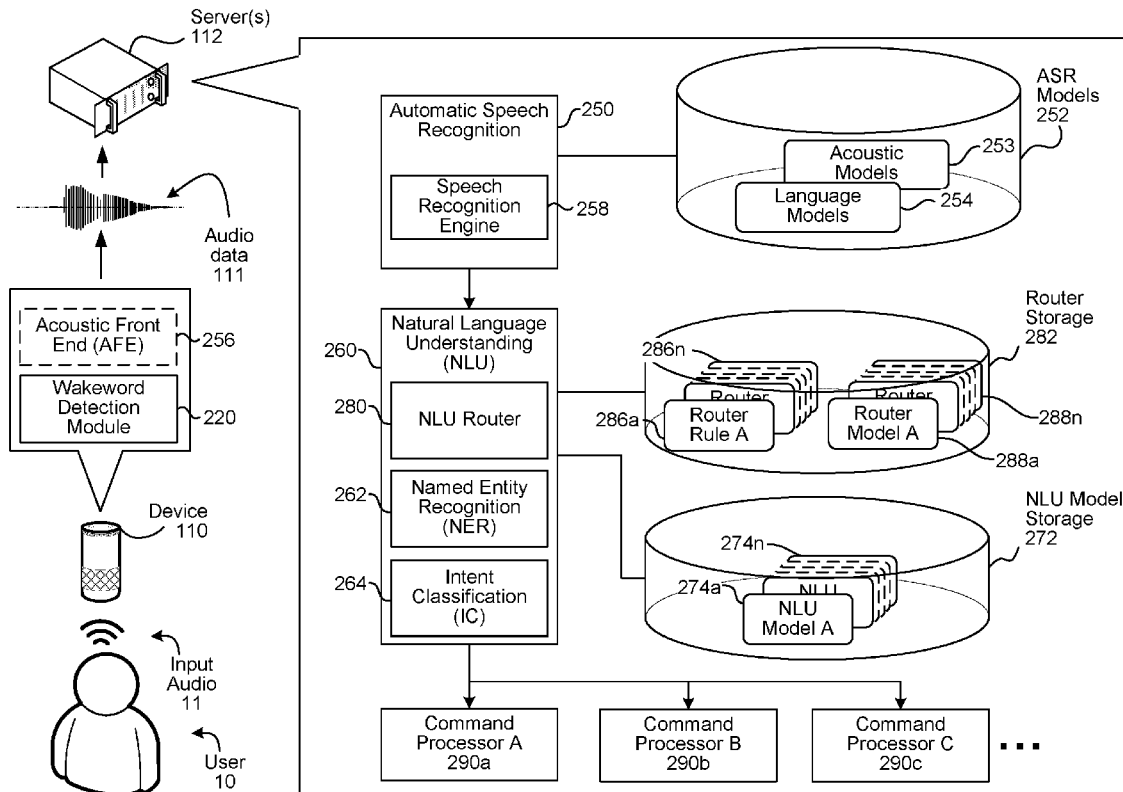 Server(s)
112
Audio
data
111
Acoustic Front
End (AFE)
256
Wakeword
Detection
Module
220
Device
110
Input
Audio
11
User
10
Automatic Speech
Recognition
250
Speech
Recognition
Engine
258
ASR
Models
252
Acoustic
Models
253
Language
Models
254
Natural Language
Understanding
(NLU)
260
NLU Router
280
Named Entity
Recognition
(NER)
262
Intent
Classification
(IC)
264
Router
Storage
282
286n
Router
Router
Rule A
286a
Router
Router
Model A
288n
288a
NLU Model
Storage
272
274n
NLU
274a
NLU
Model A
Command
Processor A
290a
Command
Processor B
290b
Command
Processor C
290c